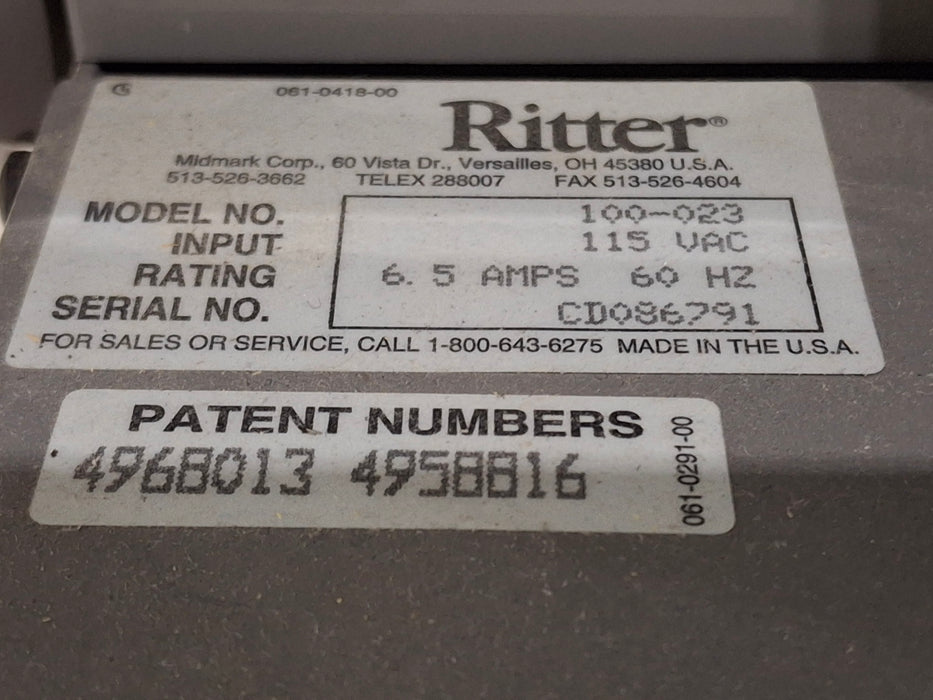 061-0418-00
Ritter®
Midmark Corp., 60 Vista Dr., Versailles, OH 45380 U.S.A.
513-526-3662 TELEX 288007 FAX 513-526-4604
MODEL NO. 100-023
INPUT 115 VAC
RATING 6.5 AMPS 60 HZ
SERIAL NO. CD086791
FOR SALES OR SERVICE, CALL 1-800-643-6275 MADE IN THE U.S.A.
PATENT NUMBERS
4968013 4958816
061-0291-00